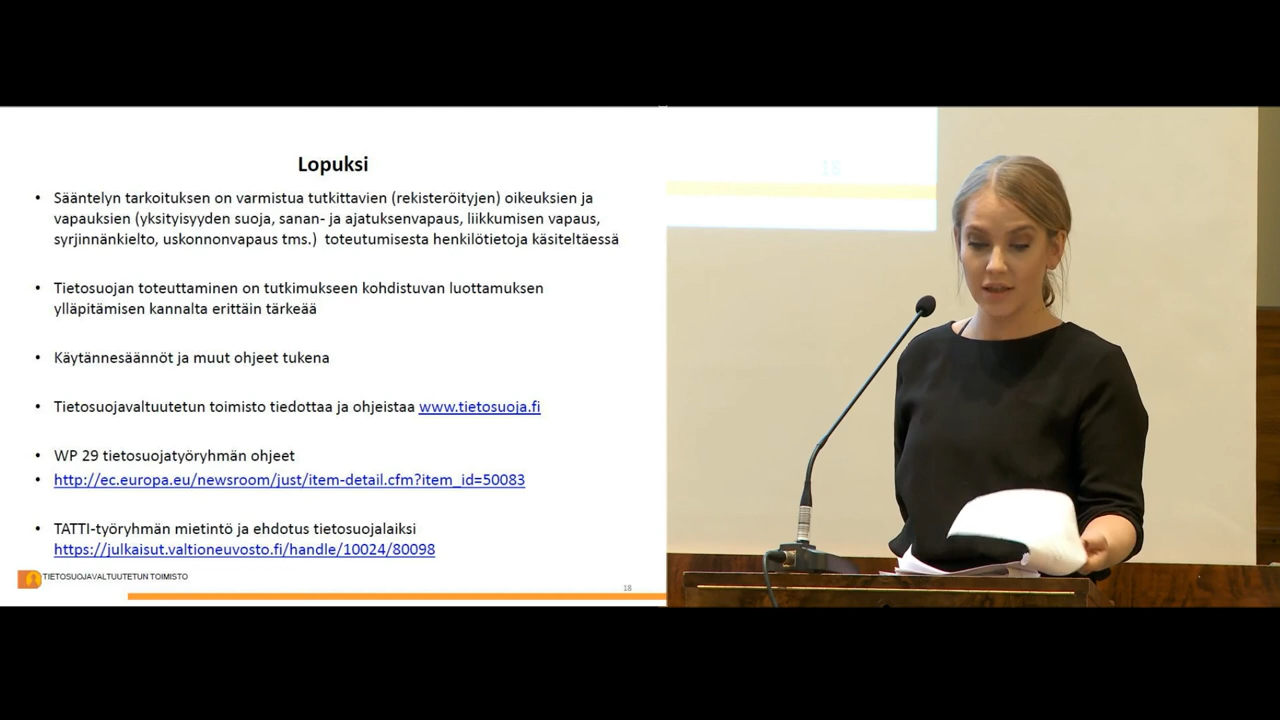 Lopuksi
• Sääntelyn tarkoituksen on varmistua tutkittavien (rekisteröityjen) oikeuksien ja
vapauksien (yksityisyyden suoja, sanan- ja ajatuksenvapaus, liikkumisen vapaus,
syrjinnänkielto, uskonnonvapaus tms.) toteutumisesta henkilötietoja käsiteltäessä
• Tietosuojan toteuttaminen on tutkimukseen kohdistuvan luottamuksen
ylläpitämisen kannalta erittäin tärkeää
• Käytännesäännöt ja muut ohjeet tukena
• Tietosuojavaltuutetun toimisto tiedottaa ja ohjeistaa www.tietosuoja.fi
• WP 29 tietosuojatyöryhmän ohjeet
• http://ec.europa.eu/newsroom/just/item-detail.cfm?item_id=50083
• TATTI-työryhmän mietintö ja ehdotus tietosuojalaiksi
https://julkaisut.valtioneuvosto.fi/handle/10024/80098
TIETOSUOJAVALTUUTETUN TOIMISTO
18
18